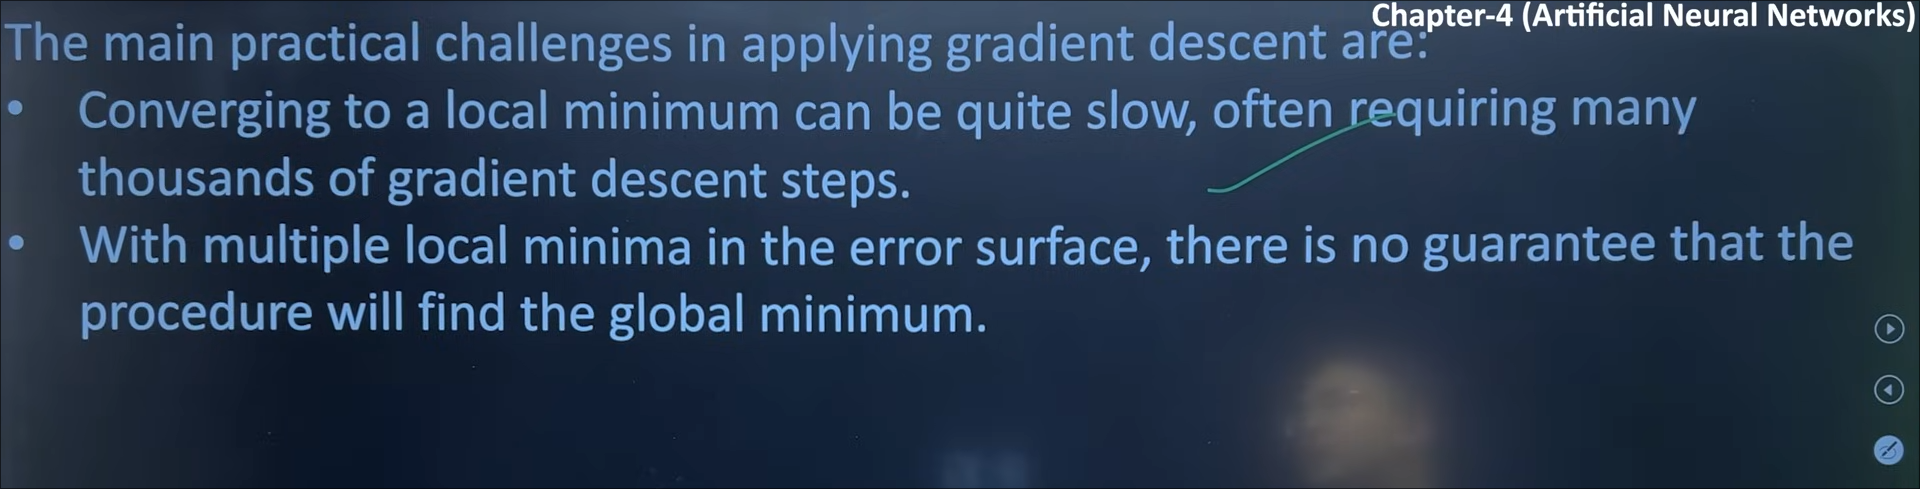 Chapter-4 (Artificial Neural Networks)
The main practical challenges in applying gradient descent are:
• Converging to a local minimum can be quite slow, often requiring many
thousands of gradient descent steps.
• With multiple local minima in the error surface, there is no guarantee that the
procedure will find the global minimum.